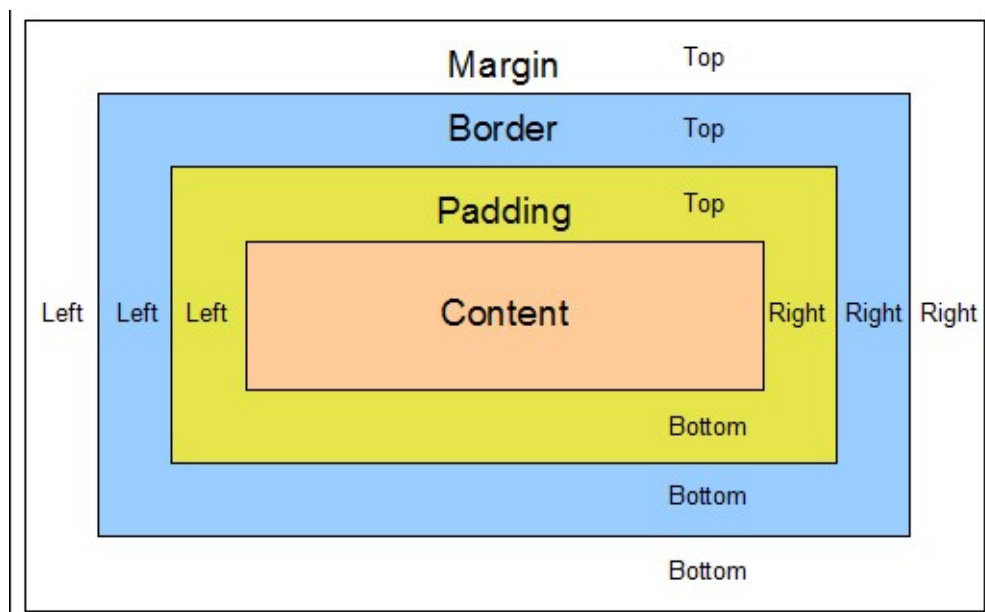 Margin Top
Border Top
Padding Top
Left Left Left Content Right Right Right
Bottom
Bottom
Bottom